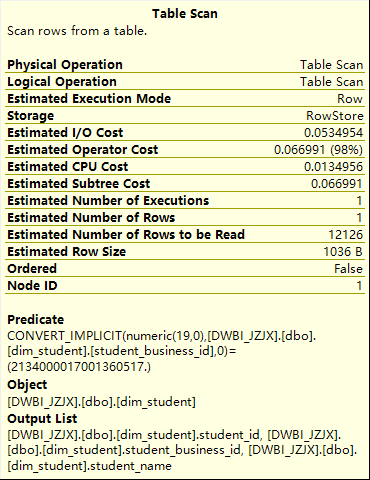 Table Scan
Scan rows from a table.
Physical Operation Table Scan
Logical Operation Table Scan
Estimated Execution Mode Row
Storage RowStore
Estimated I/O Cost 0.0534954
Estimated Operator Cost 0.066991 (98%)
Estimated CPU Cost 0.0134956
Estimated Subtree Cost 0.066991
Estimated Number of Executions 1
Estimated Number of Rows 1
Estimated Number of Rows to be Read 12126
Estimated Row Size 1036 B
Ordered False
Node ID 1
Predicate
CONVERT_IMPLICIT(numeric(19,0),[DWBI_JZJX].[dbo].
[dim_student].[student_business_id],0)=
(2134000017001360517.)
Object
[DWBI_JZJX].[dbo].[dim_student]
Output List
[DWBI_JZJX].[dbo].[dim_student].student_id, [DWBI_JZJX].
[dbo].[dim_student].student_business_id, [DWBI_JZJX].[dbo].
[dim_student].student_name